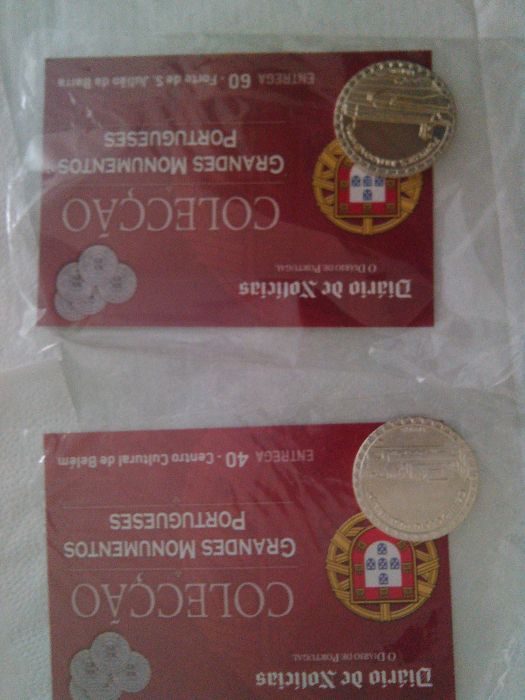 Diário de Notícias
O DIÁRIO DE PORTUGAL
COLECÇÃO
GRANDES MONUMENTOS
PORTUGUESES
ENTREGA 60 - Forte de S. Julião da Barra
Diário de Notícias
O DIÁRIO DE PORTUGAL
COLECÇÃO
GRANDES MONUMENTOS
PORTUGUESES
ENTREGA 40 - Centro Cultural de Belém